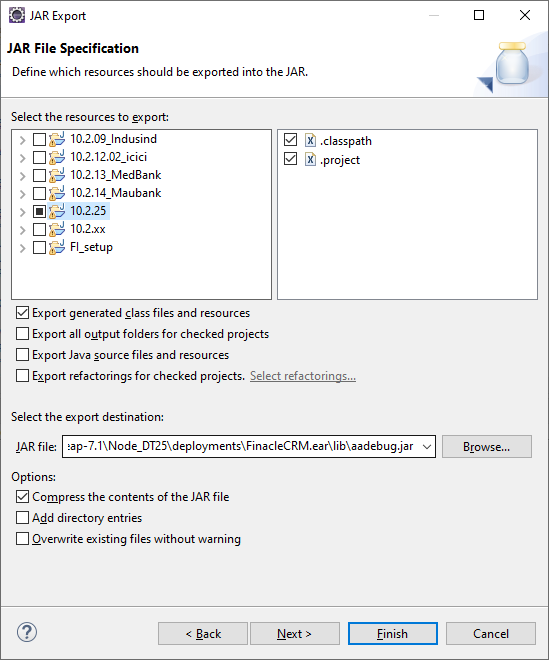 JAR Export
JAR File Specification
Define which resources should be exported into the JAR.
Select the resources to export:
10.2.09_Indusind
10.2.12.02_icici
10.2.13_MedBank
10.2.14_Maubank
10.2.25
10.2.xx
FI_setup
.classpath
.project
Export generated class files and resources
Export all output folders for checked projects
Export Java source files and resources
Export refactorings for checked projects. Select refactorings...
Select the export destination:
JAR file: eap-7.1\Node_DT25\deployments\FinacleCRM.ear\lib\aadebug.jar Browse...
Options:
Compress the contents of the JAR file
Add directory entries
Overwrite existing files without warning
? < Back Next > Finish Cancel